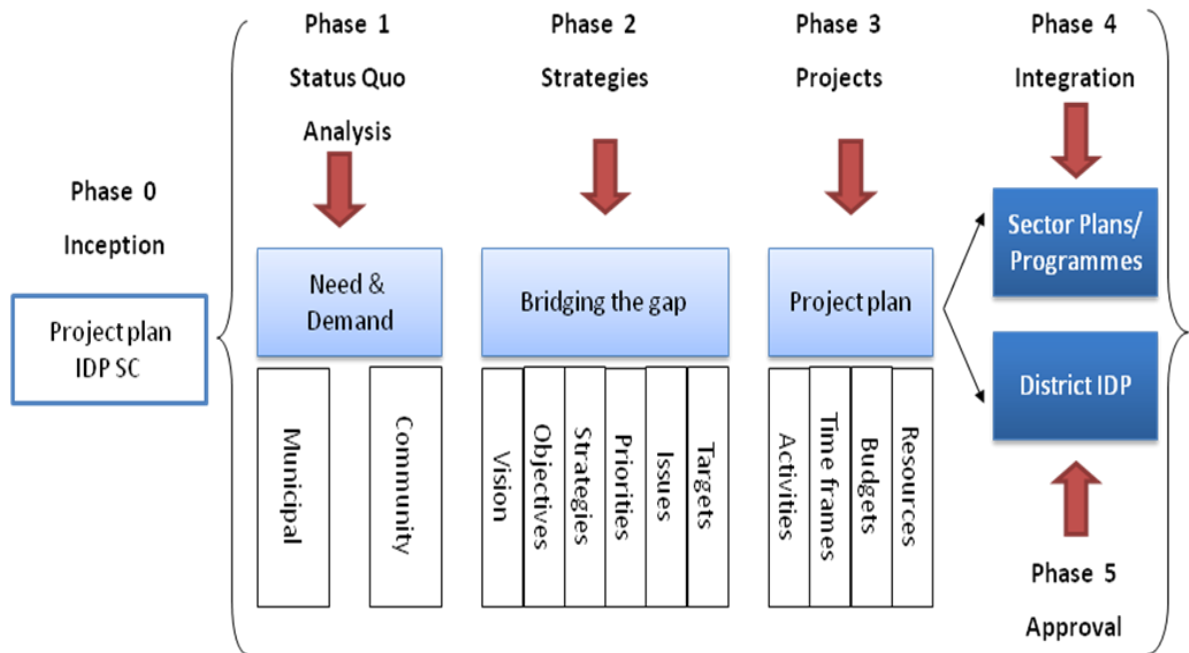 Phase 0
Inception
Project plan
IDP SC
Phase 1
Status Quo
Analysis
Need &
Demand
Municipal
Community
Phase 2
Strategies
Bridging the gap
Vision
Objectives
Strategies
Priorities
Issues
Targets
Phase 3
Projects
Project plan
Activities
Time frames
Budgets
Resources
Phase 4
Integration
Sector Plans/
Programmes
District IDP
Phase 5
Approval